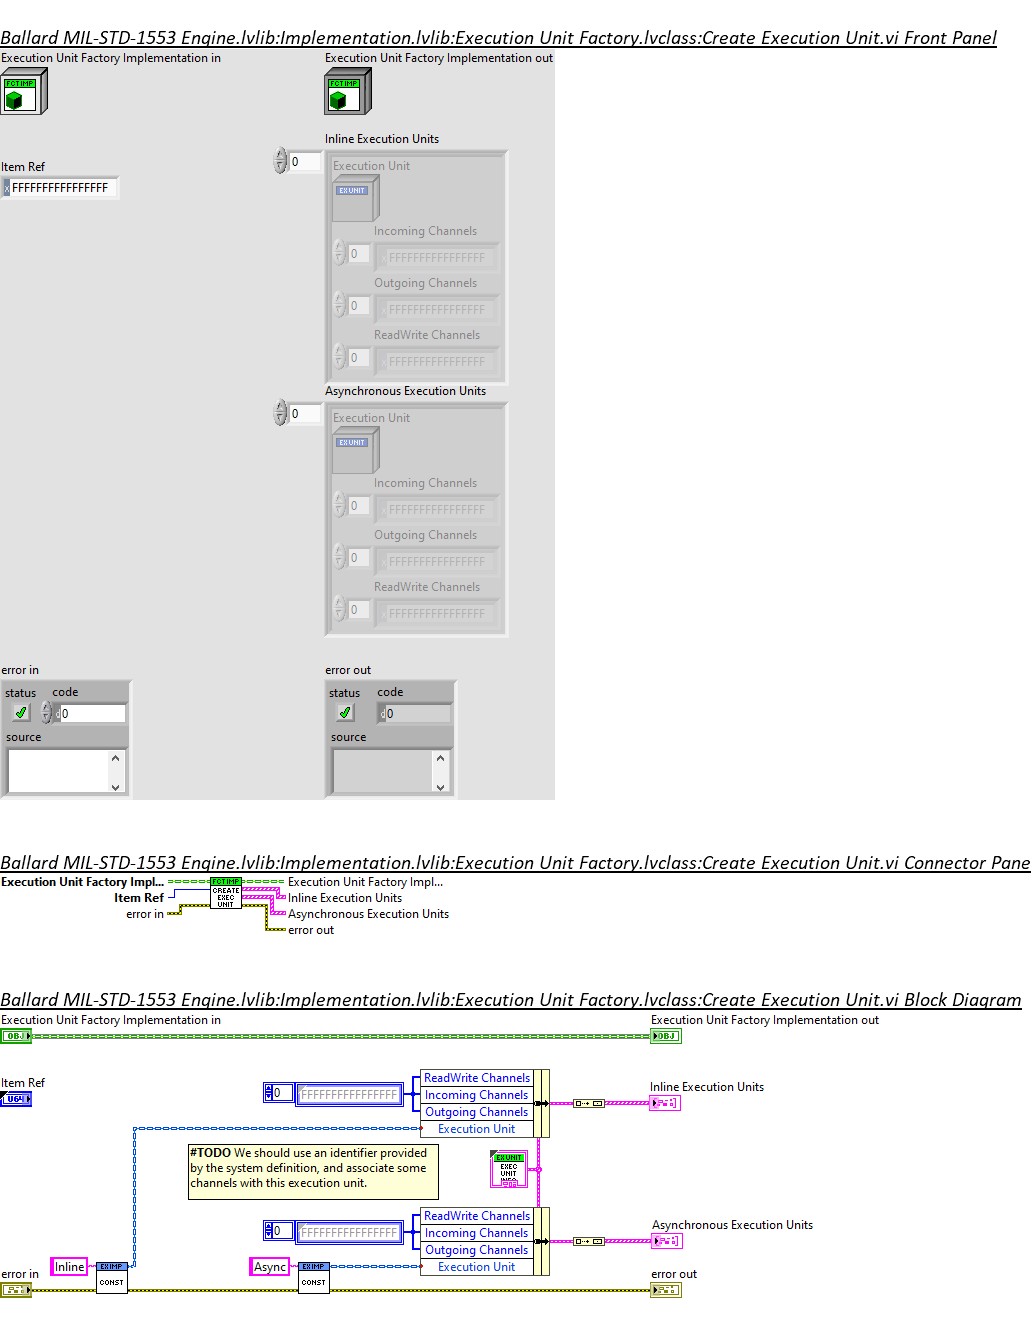 Ballard MIL-STD-1553 Engine.lvlib:Implementation.lvlib:Execution Unit Factory.lvclass:Create Execution Unit.vi Front Panel
Execution Unit Factory Implementation in
Execution Unit Factory Implementation out
FCT IMP
FCT IMP
Inline Execution Units
0
Item Ref
x FFFFFFFFFFFFFFFF
Execution Unit
EX UNIT
Incoming Channels
0
FFFFFFFFFFFFFFFF
Outgoing Channels
0
FFFFFFFFFFFFFFFF
ReadWrite Channels
0
FFFFFFFFFFFFFFFF
Asynchronous Execution Units
0
Execution Unit
EX UNIT
Incoming Channels
0
FFFFFFFFFFFFFFFF
Outgoing Channels
0
FFFFFFFFFFFFFFFF
ReadWrite Channels
0
FFFFFFFFFFFFFFFF
error in
status code
d 0
source
error out
status code
d 0
source
Ballard MIL-STD-1553 Engine.lvlib:Implementation.lvlib:Execution Unit Factory.lvclass:Create Execution Unit.vi Connector Pane
Execution Unit Factory Impl...
Item Ref
error in
FCT IMP
CREATE
EXEC
UNIT
Execution Unit Factory Impl...
Inline Execution Units
Asynchronous Execution Units
error out
Ballard MIL-STD-1553 Engine.lvlib:Implementation.lvlib:Execution Unit Factory.lvclass:Create Execution Unit.vi Block Diagram
Execution Unit Factory Implementation in
OBJ
Execution Unit Factory Implementation out
OBJ
Item Ref
U64
0
FFFFFFFFFFFFFFFF
ReadWrite Channels
Incoming Channels
Outgoing Channels
Execution Unit
Inline Execution Units
#TODO We should use an identifier provided
by the system definition, and associate some
channels with this execution unit.
EX UNIT
EXEC
UNIT
INFO
0
FFFFFFFFFFFFFFFF
ReadWrite Channels
Incoming Channels
Outgoing Channels
Execution Unit
Asynchronous Execution Units
Inline
EX IMP
CONST
Async
EX IMP
CONST
error in
error out